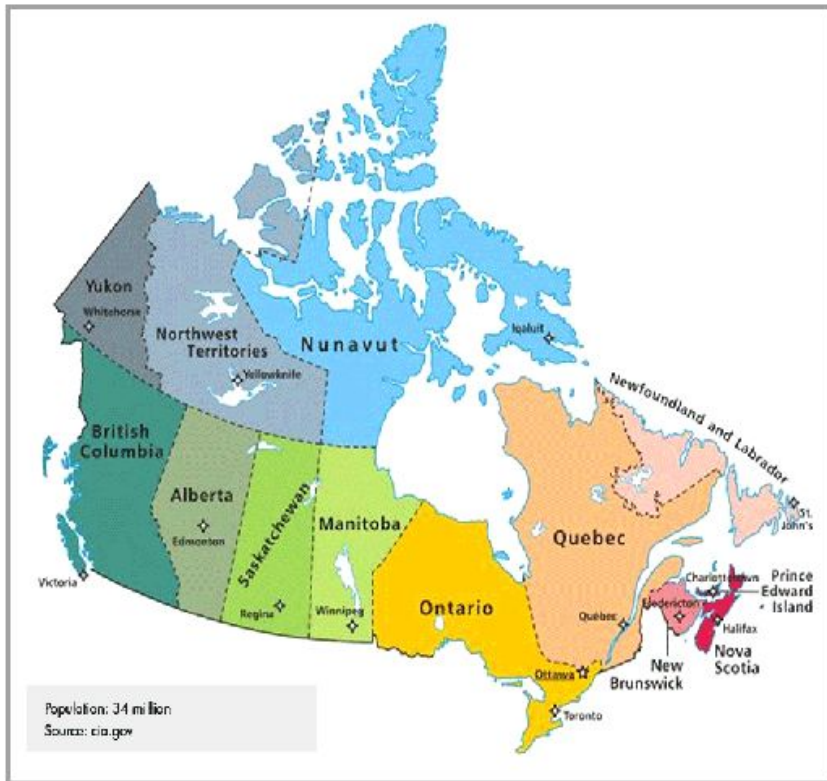 Yukon
Whitehorse
Northwest
Territories
Yellowknife
Nunavut
Iqaluit
Newfoundland and Labrador
St.
John's
British
Columbia
Victoria
Alberta
Edmonton
Saskatchewan
Regina
Manitoba
Winnipeg
Ontario
Ottawa
Toronto
Quebec
Québec
Charlottetown
Prince
Edward
Island
Fredericton
Halifax
Nova
Scotia
New
Brunswick
Population: 34 million
Source: cia.gov